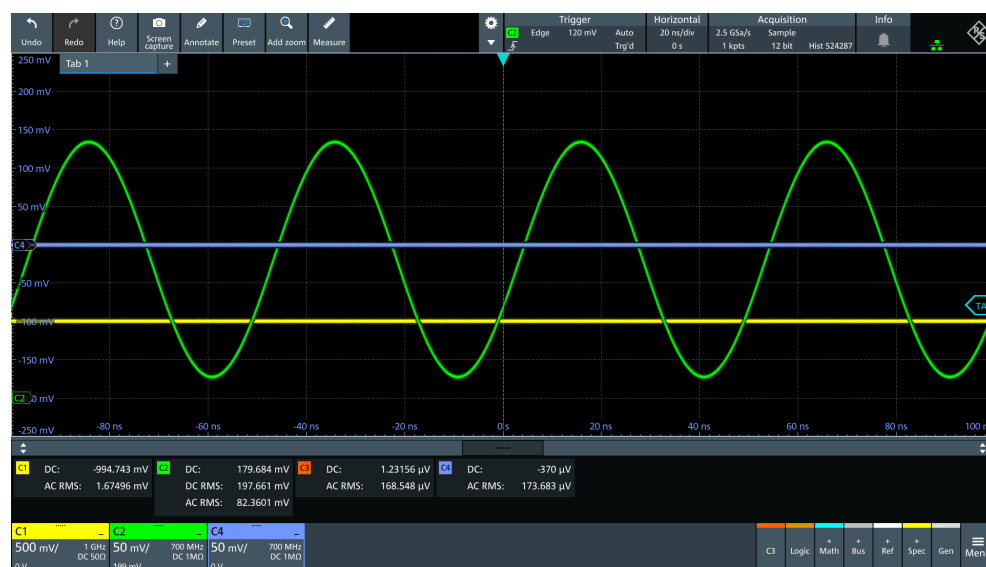 Undo Redo Help Screen capture Annotate Preset Add zoom Measure
Trigger Horizontal Acquisition Info
C2 Edge 120 mV Auto 20 ns/div 2.5 GSa/s Sample
Trig'd 0 s 1 kpts 12 bit Hist 524287
R&S
Tab 1 +
250 mV
200 mV
150 mV
100 mV
50 mV
C4
-50 mV
TA
-100 mV
-150 mV
C2
-250 mV
-80 ns -60 ns -40 ns -20 ns 0 s 20 ns 40 ns 60 ns 80 ns
C1 DC: -994.743 mV C2 DC: 179.684 mV C3 DC: 1.23156 µV C4 DC: -370 µV
AC RMS: 1.67496 mV DC RMS: 197.661 mV AC RMS: 168.548 µV AC RMS: 173.683 µV
AC RMS: 82.3601 mV
C1 C2 C4
500 mV/ 1 GHz 50 mV/ 700 MHz 50 mV/ 700 MHz
DC 50Ω DC 1MΩ DC 1MΩ
C3 Logic + Math + Bus + Ref + Spec Gen Men